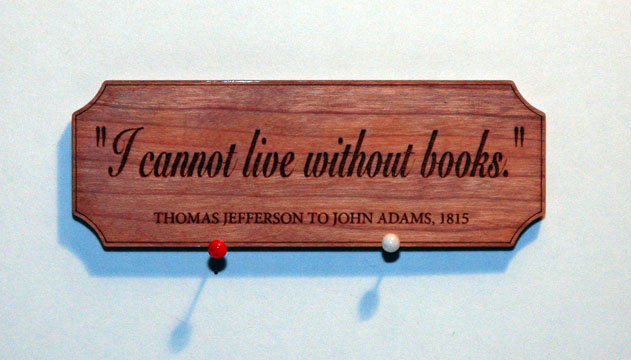 "I cannot live without books."
THOMAS JEFFERSON TO JOHN ADAMS, 1815